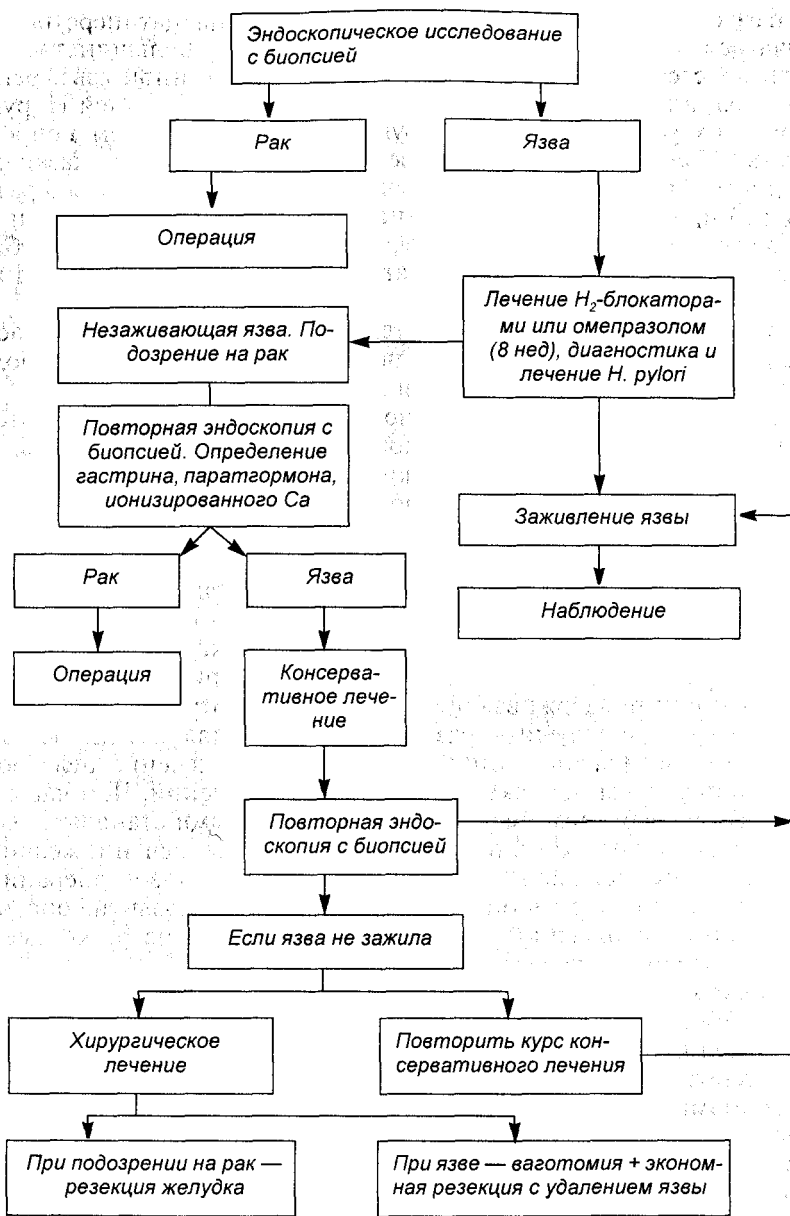 Эндоскопическое исследование
с биопсией
Рак
Язва
Операция
Лечение H₂-блокатора-
ми или омепразолом
(8 нед), диагностика и
лечение H. pylori
Незаживающая язва. По-
дозрение на рак
Повторная эндоскопия с
биопсией. Определение
гастрина, паратгормона,
ионизированного Ca
Заживление язвы
Рак
Язва
Наблюдение
Операция
Консерва-
тивное лече-
ние
Повторная эндо-
скопия с биопсией
Если язва не зажила
Хирургическое
лечение
Повторить курс кон-
сервативного лечения
При подозрении на рак —
резекция желудка
При язве — ваготомия + эконом-
ная резекция с удалением язвы